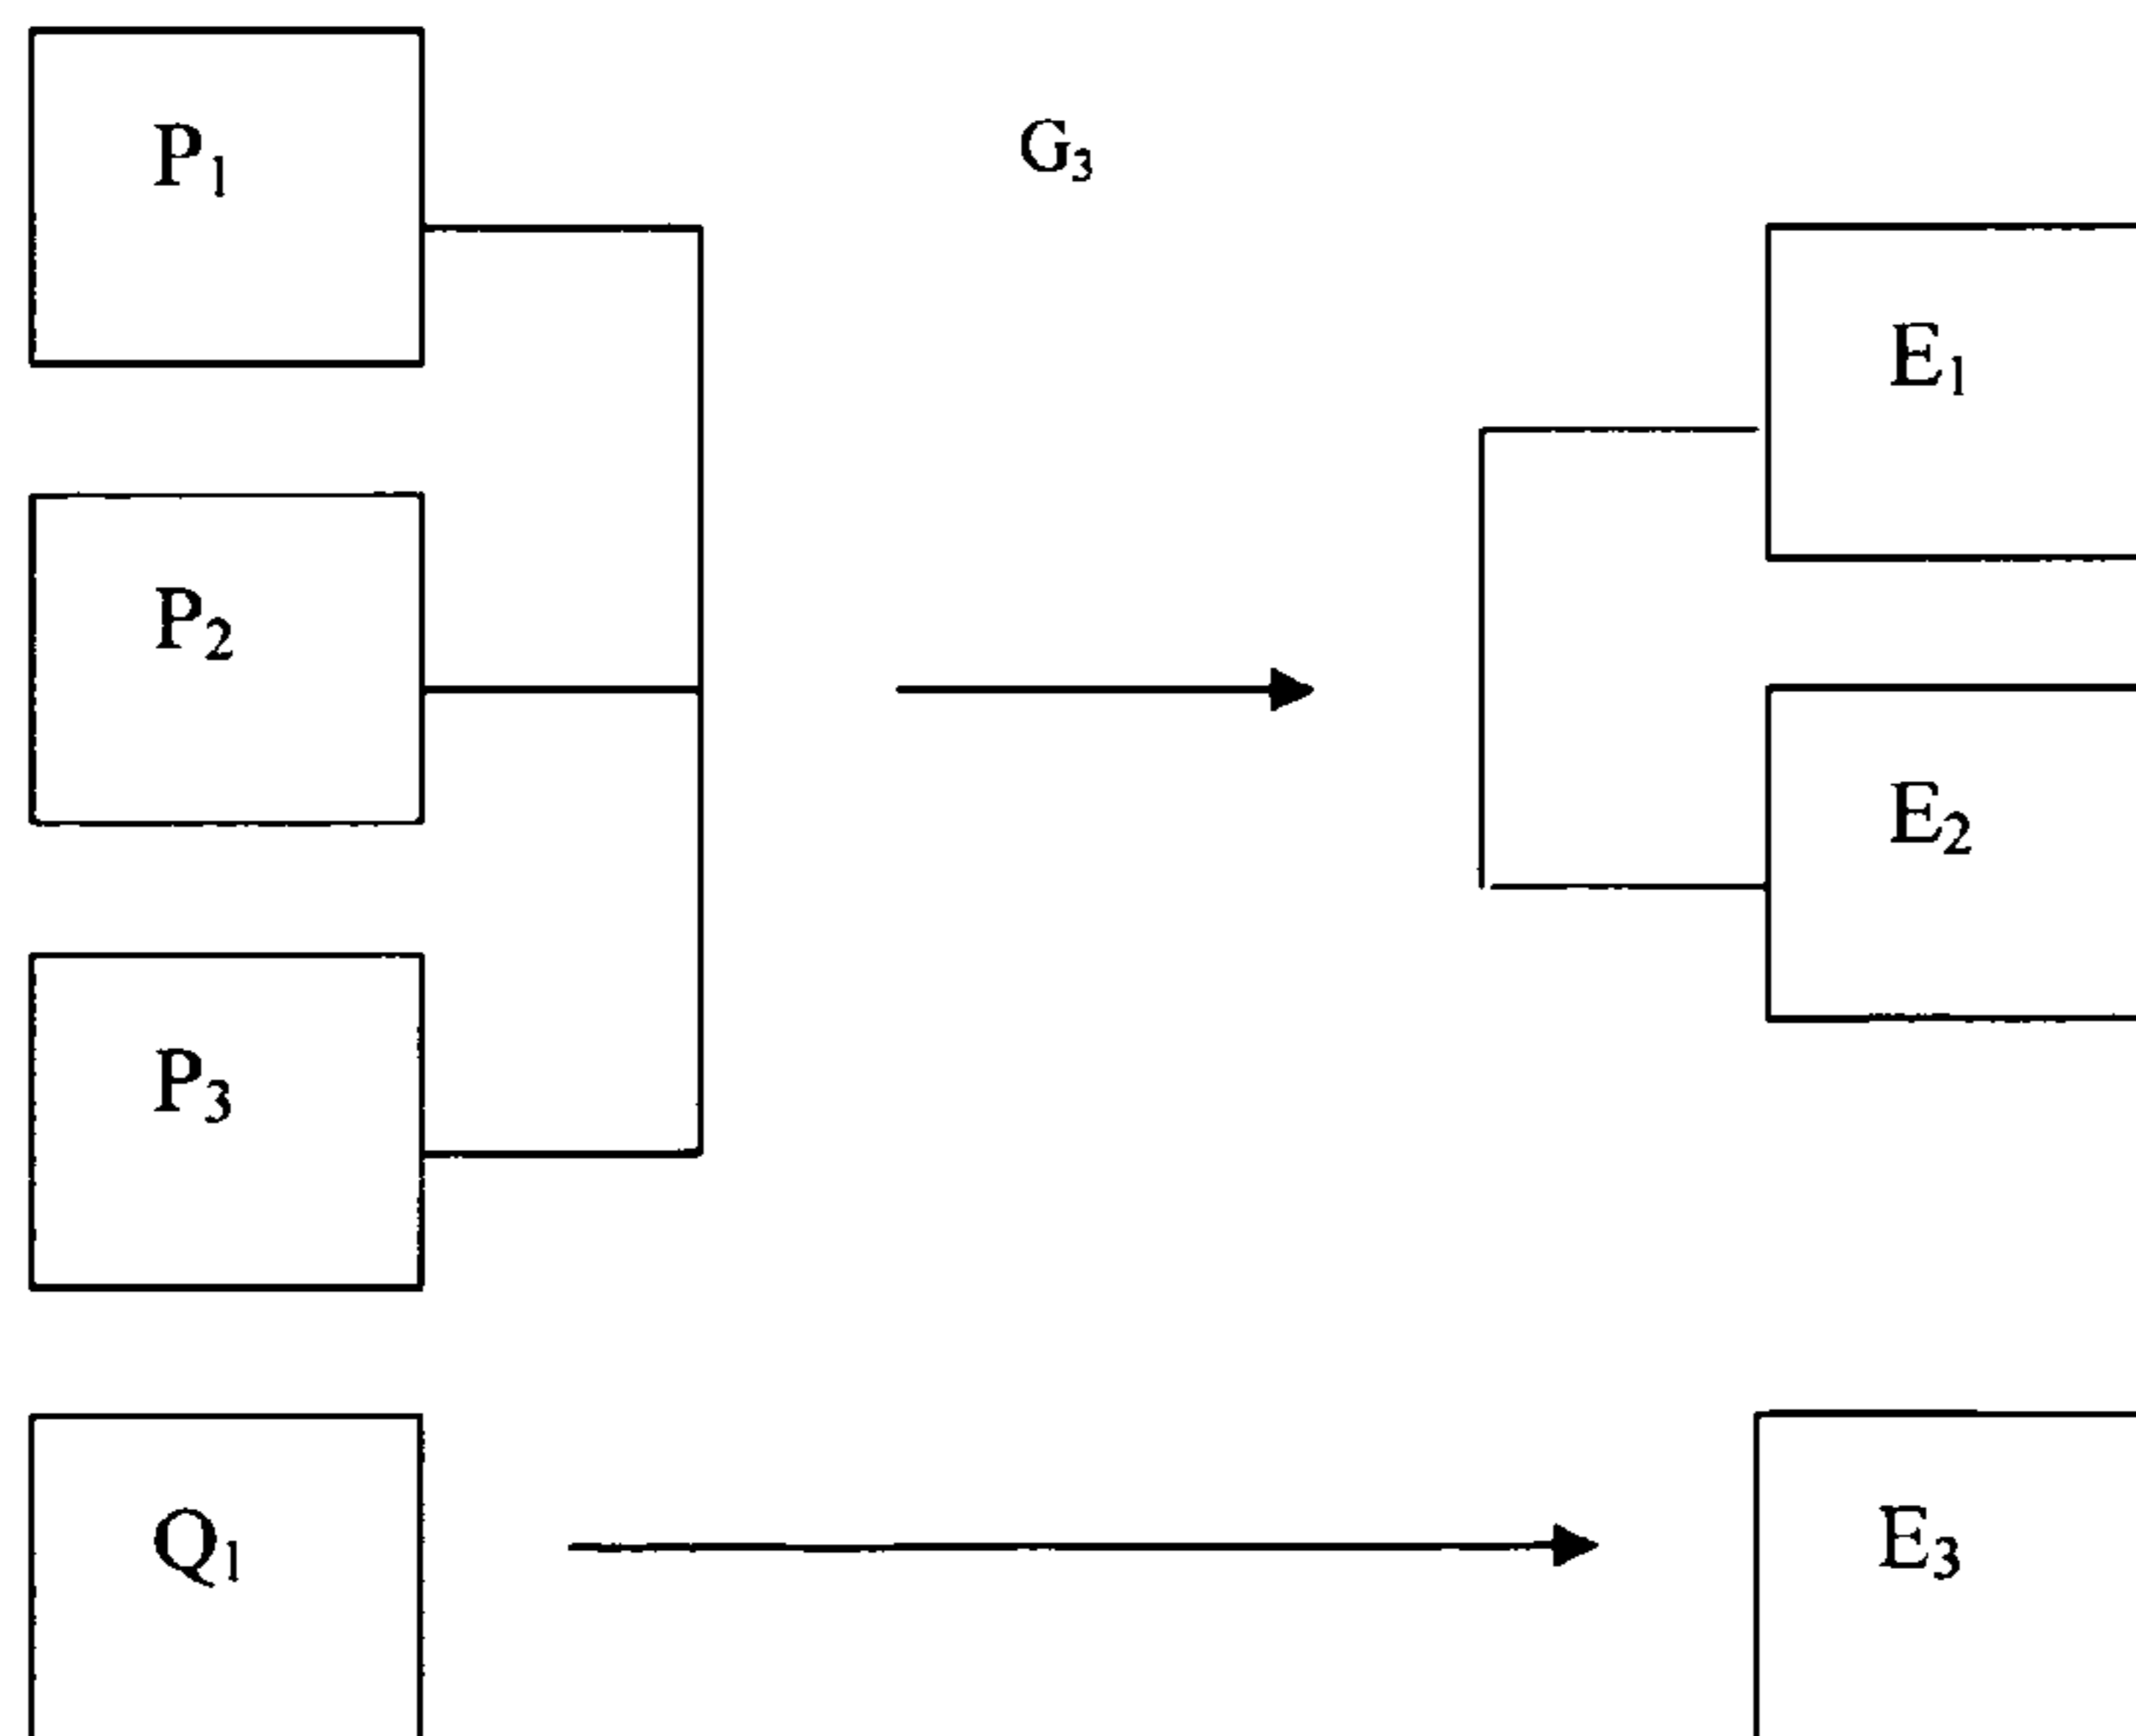 P₁
G₃
E₁
P₂
E₂
P₃
Q₁
E₃